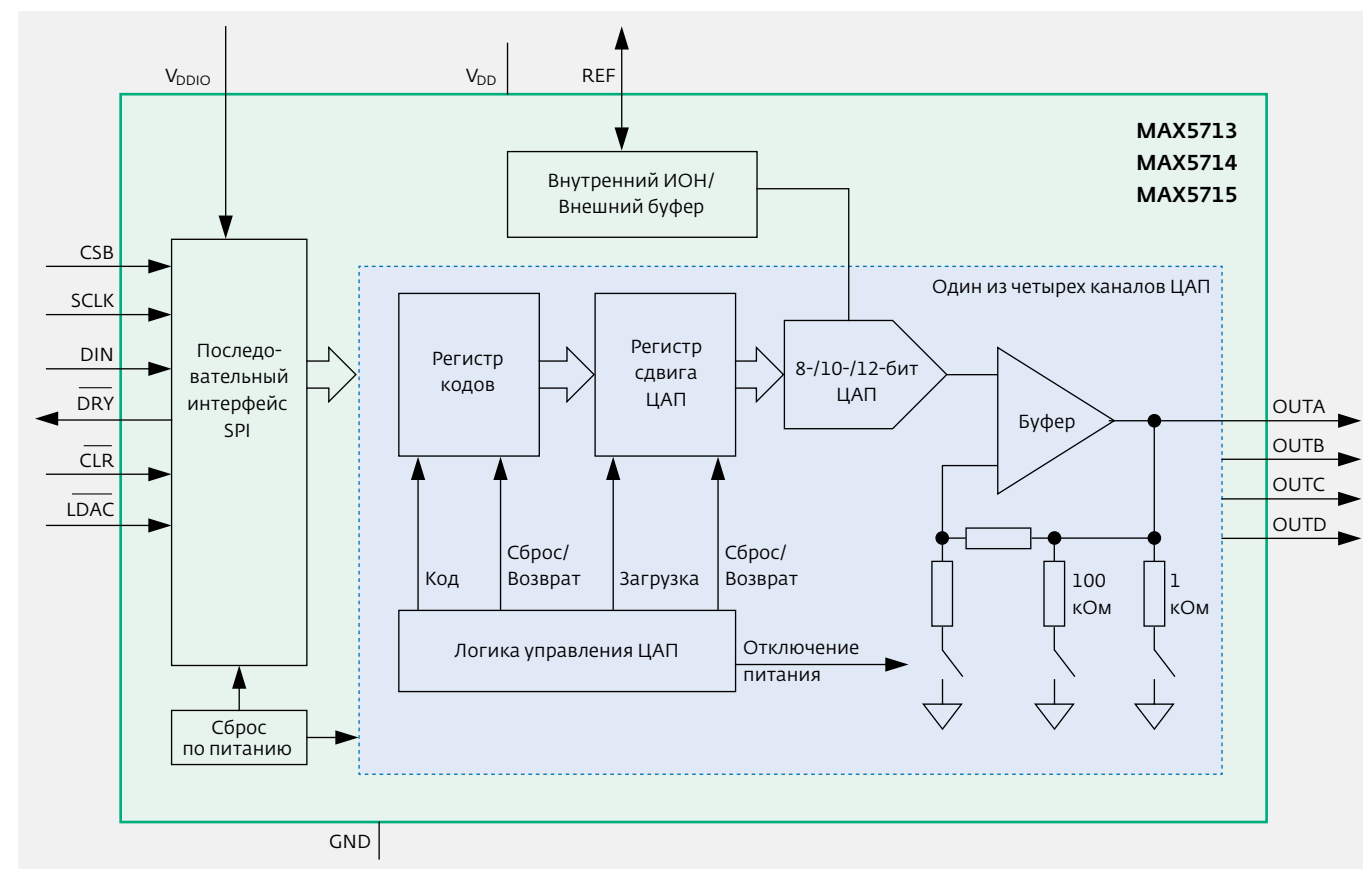 V_DDIO
V_DD
REF
MAX5713
MAX5714
MAX5715
Внутренний ИОН/
Внешний буфер
CSB
SCLK
DIN
DRY
CLR
LDAC
Последо-
вательный
интерфейс
SPI
Один из четырех каналов ЦАП
Регистр
кодов
Регистр
сдвига
ЦАП
8-/10-/12-бит
ЦАП
Буфер
OUTA
OUTB
OUTC
OUTD
Код
Сброс/
Возврат
Загрузка
Сброс/
Возврат
100
кОм
1
кОм
Логика управления ЦАП
Отключение
питания
Сброс
по питанию
GND